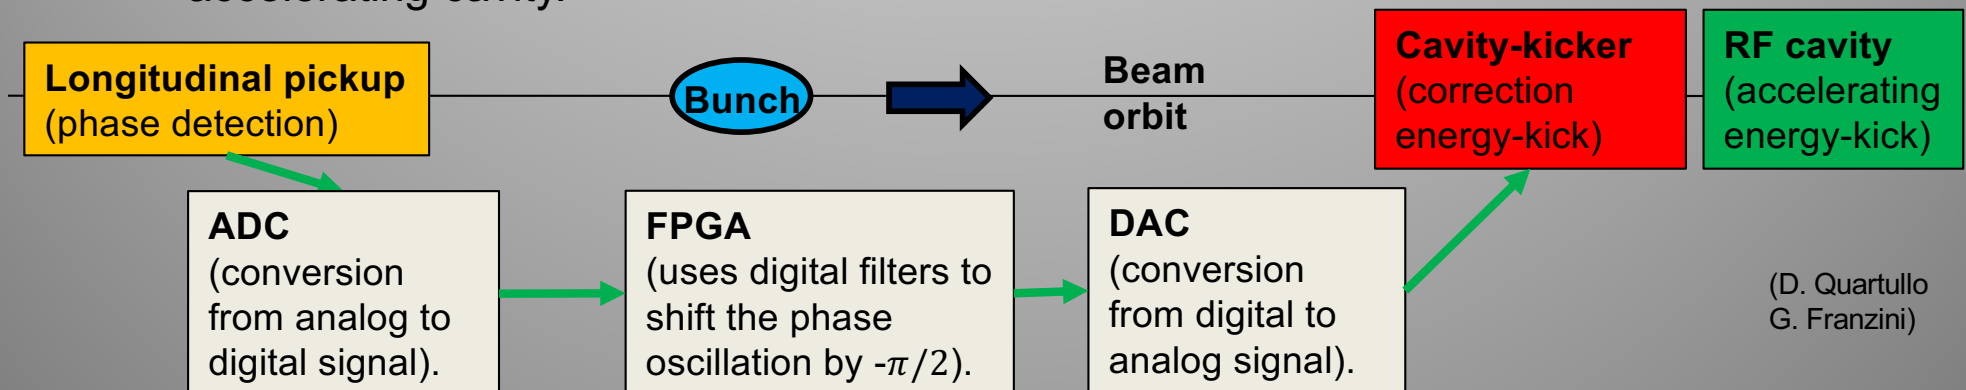 accelerating cavity.
Longitudinal pickup
(phase detection)
Bunch
Beam
orbit
Cavity-kicker
(correction
energy-kick)
RF cavity
(accelerating
energy-kick)
ADC
(conversion
from analog to
digital signal).
FPGA
(uses digital filters to
shift the phase
oscillation by -𝜋/2).
DAC
(conversion
from digital to
analog signal).
(D. Quartullo
G. Franzini)